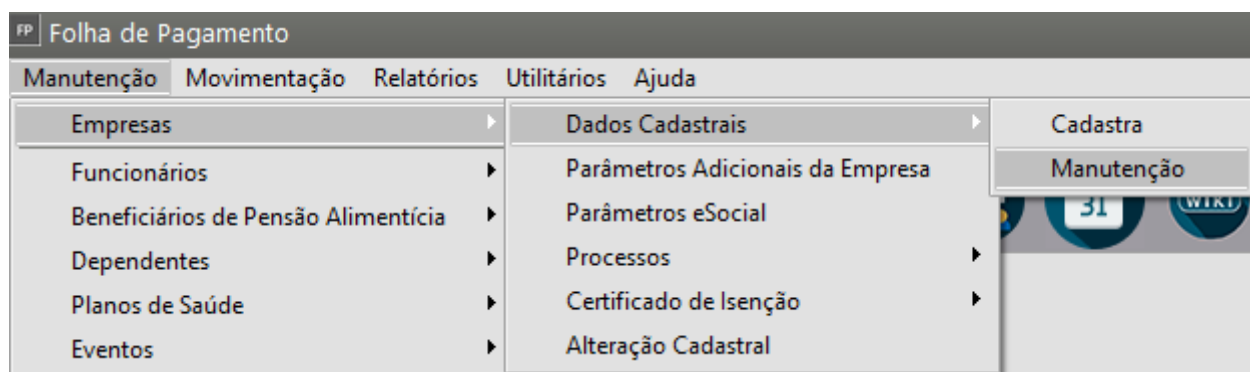 FP Folha de Pagamento
Manutenção Movimentação Relatórios Utilitários Ajuda
Empresas
Funcionários
Beneficiários de Pensão Alimentícia
Dependentes
Planos de Saúde
Eventos
Dados Cadastrais
Parâmetros Adicionais da Empresa
Parâmetros eSocial
Processos
Certificado de Isenção
Alteração Cadastral
Cadastra
Manutenção
31
WIKI